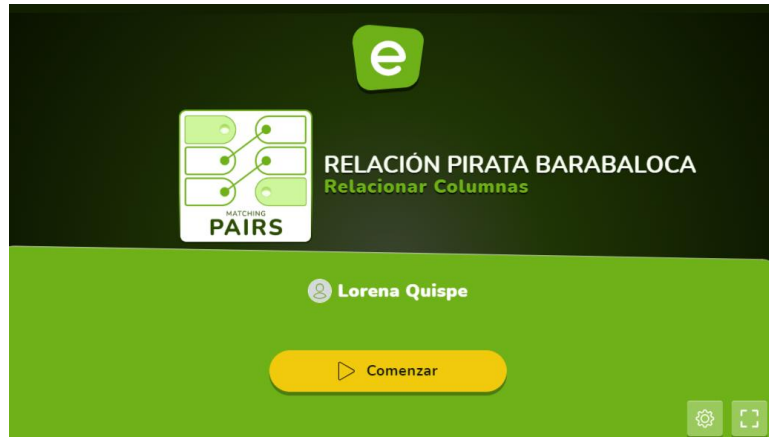 e
MATCHING
PAIRS
RELACIÓN PIRATA BARABALOCA
Relacionar Columnas
Lorena Quispe
Comenzar